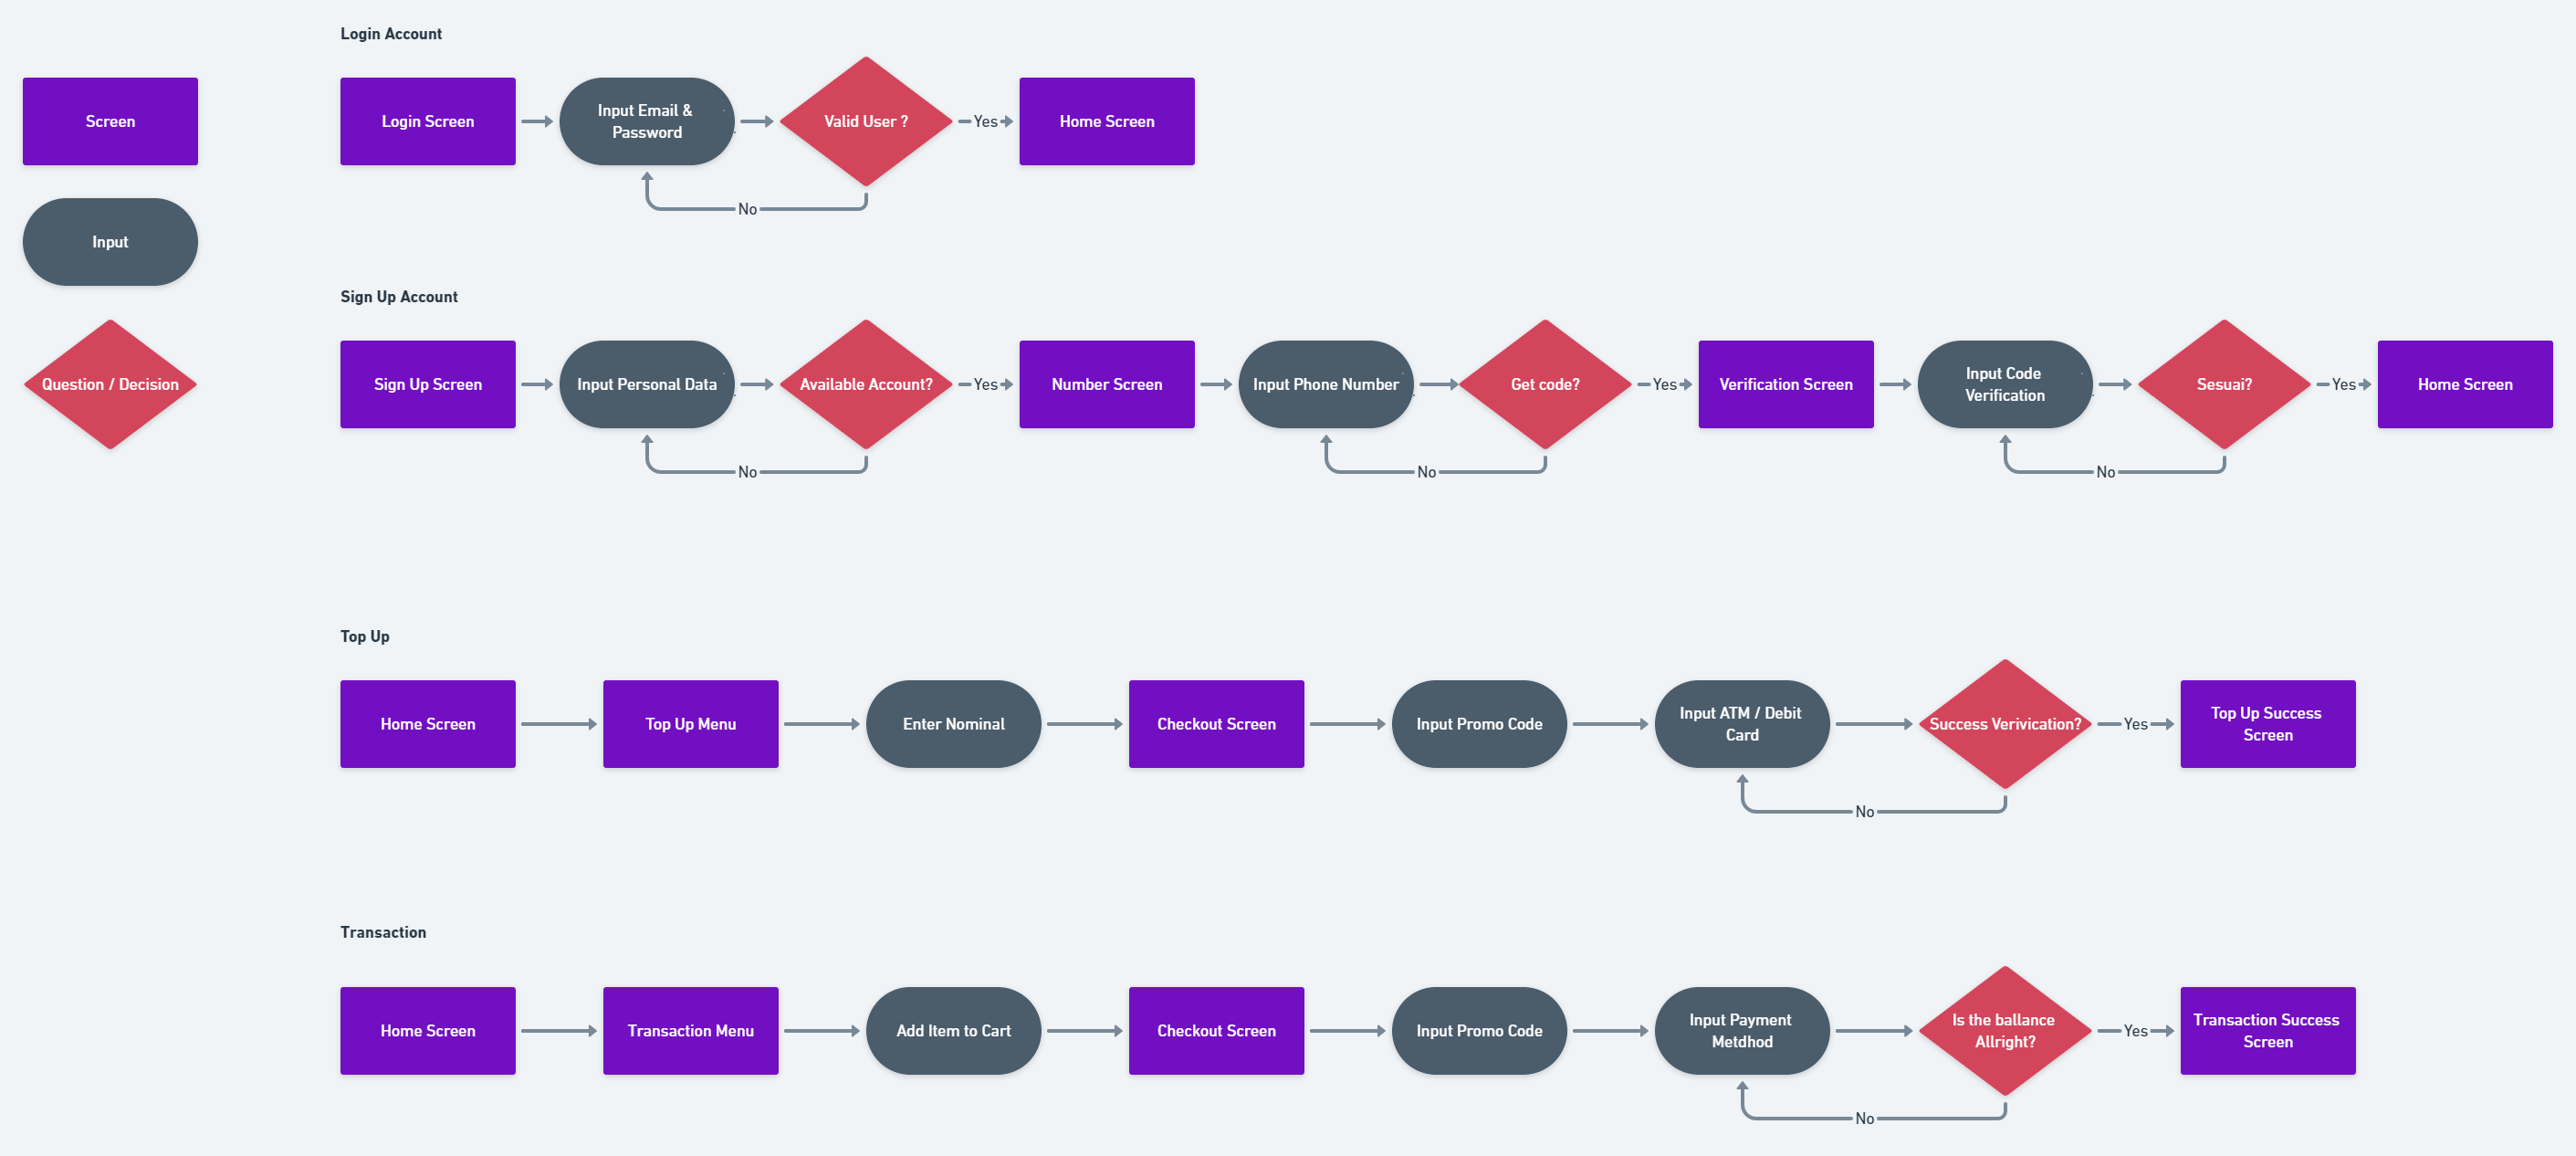 Screen
Input
Question / Decision
Login Account
Login Screen
Input Email &
Password
Valid User ?
Yes
Home Screen
No
Sign Up Account
Sign Up Screen
Input Personal Data
Available Account?
Yes
Number Screen
Input Phone Number
Get code?
Yes
Verification Screen
Input Code
Verification
Sesuai?
Yes
Home Screen
No
No
No
Top Up
Home Screen
Top Up Menu
Enter Nominal
Checkout Screen
Input Promo Code
Input ATM / Debit
Card
Success Verivication?
Yes
Top Up Success
Screen
No
Transaction
Home Screen
Transaction Menu
Add Item to Cart
Checkout Screen
Input Promo Code
Input Payment
Metdhod
Is the ballance
Allright?
Yes
Transaction Success
Screen
No